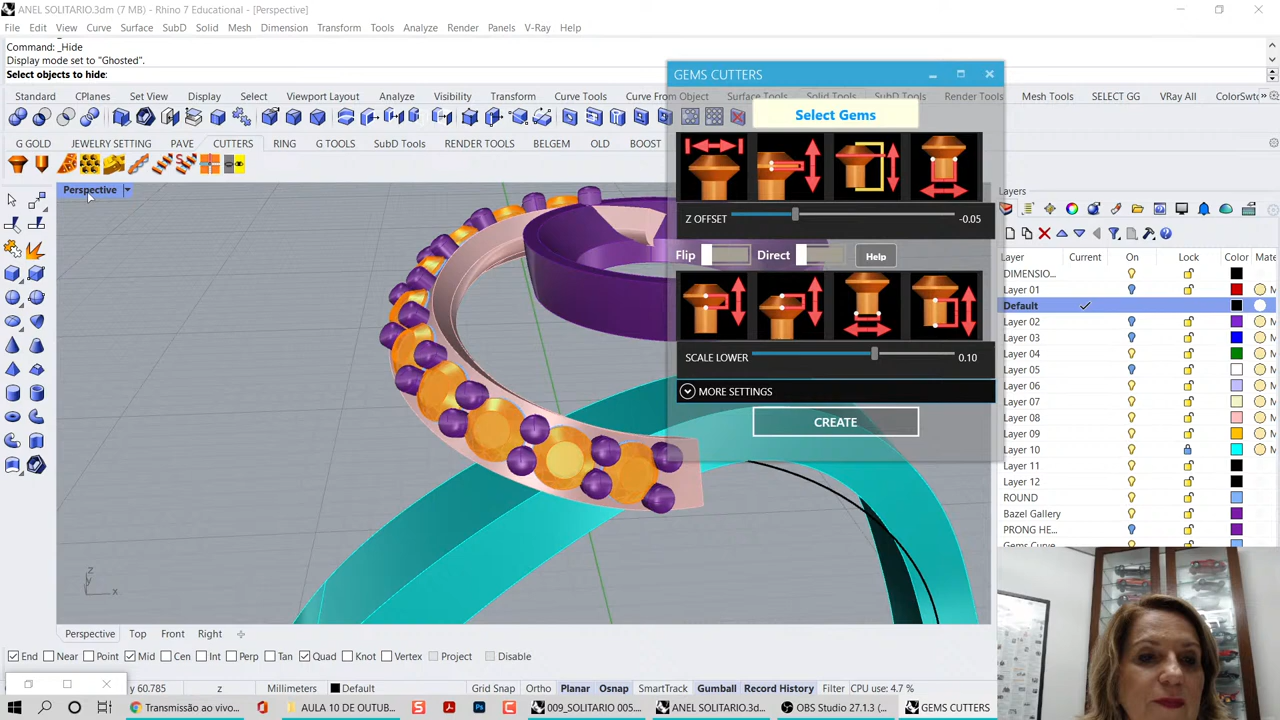 ANEL SOLITARIO.3dm (7 MB) - Rhino 7 Educational - [Perspective]
File Edit View Curve Surface SubD Solid Mesh Dimension Transform Tools Analyze Render Panels V-Ray Help
Command: _Hide
Display mode set to "Ghosted".
Select objects to hide:
GEMS CUTTERS
Standard CPlanes Set View Display Select Viewport Layout Visibility Transform Curve Tools Curve From Object Surface Tools Solid Tools SubD Tools Render Tools Mesh Tools SELECT GG VRay All
Select Gems
GEMOLOGY JEWELRY SETTING PAVE CUTTERS RING G TOOLS SubD Tools RENDER TOOLS BELGEM OLD BOOST
Perspective
Z OFFSET -0.05
Flip Direct Help
SCALE LOWER 0.10
MORE SETTINGS
CREATE
Layers
Layer Current On Lock Color Mate
DIMENSIO...
Layer 01
Default
Layer 02
Layer 03
Layer 04
Layer 05
Layer 06
Layer 07
Layer 08
Layer 09
Layer 10
Layer 11
Layer 12
ROUND
Bazel Gallery
PRONG HE...
Gems Curve
z
y
x
Perspective Top Front Right
End Near Point Mid Cen Int Perp Tan Quad Knot Vertex Project Disable
y 60.785 z Millimeters Default Grid Snap Ortho Planar Osnap SmartTrack Gumball Record History Filter CPU use: 4.7 %
Transmissão ao vivo... AULA 10 DE OUTUB... 009_SOLITARIO 005.... ANEL SOLITARIO.3d... OBS Studio 27.1.3 (... GEMS CUTTERS